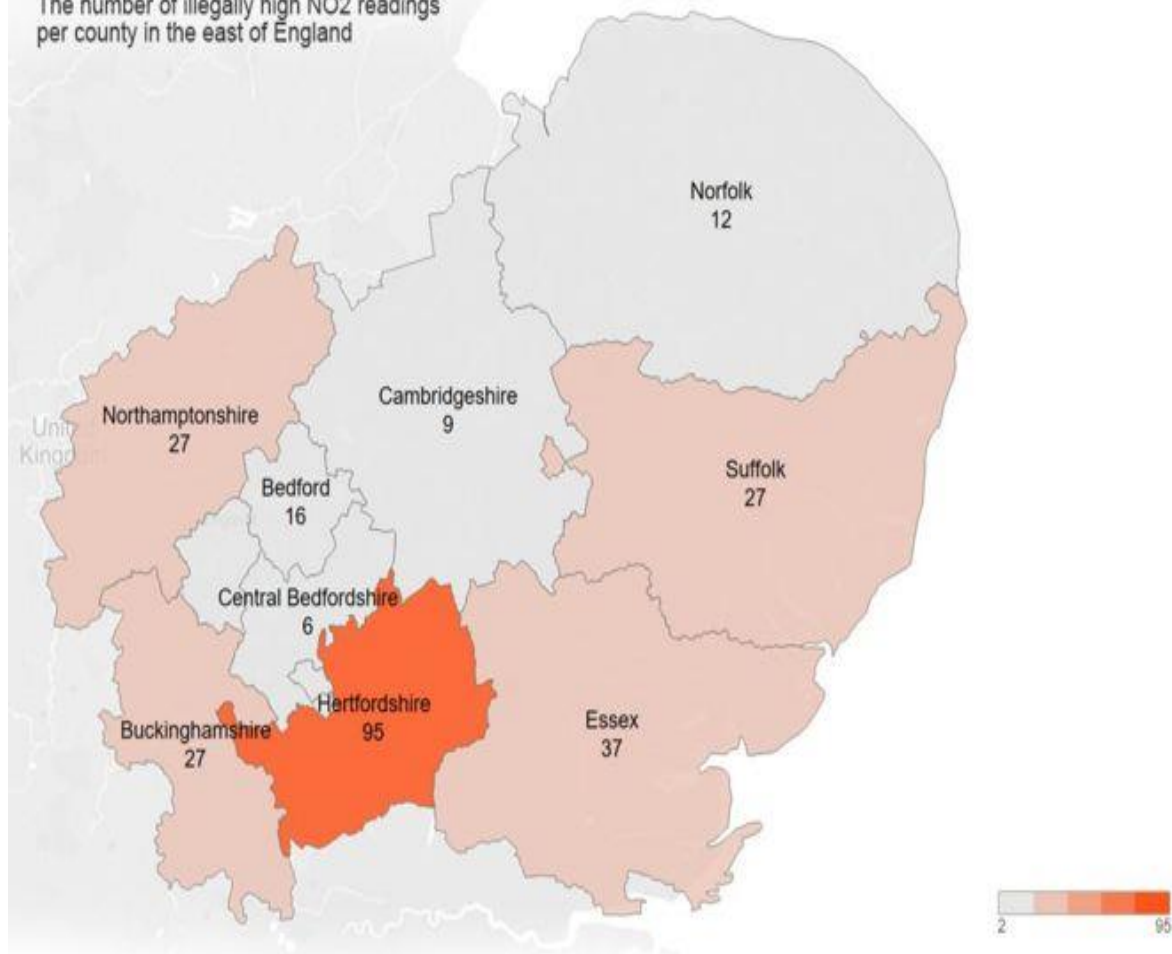 The number of illegally high NO2 readings
per county in the east of England
Norfolk
12
Cambridgeshire
9
Northamptonshire
27
Bedford
16
Suffolk
27
Central Bedfordshire
6
Hertfordshire
95
Buckinghamshire
27
Essex
37
2
95